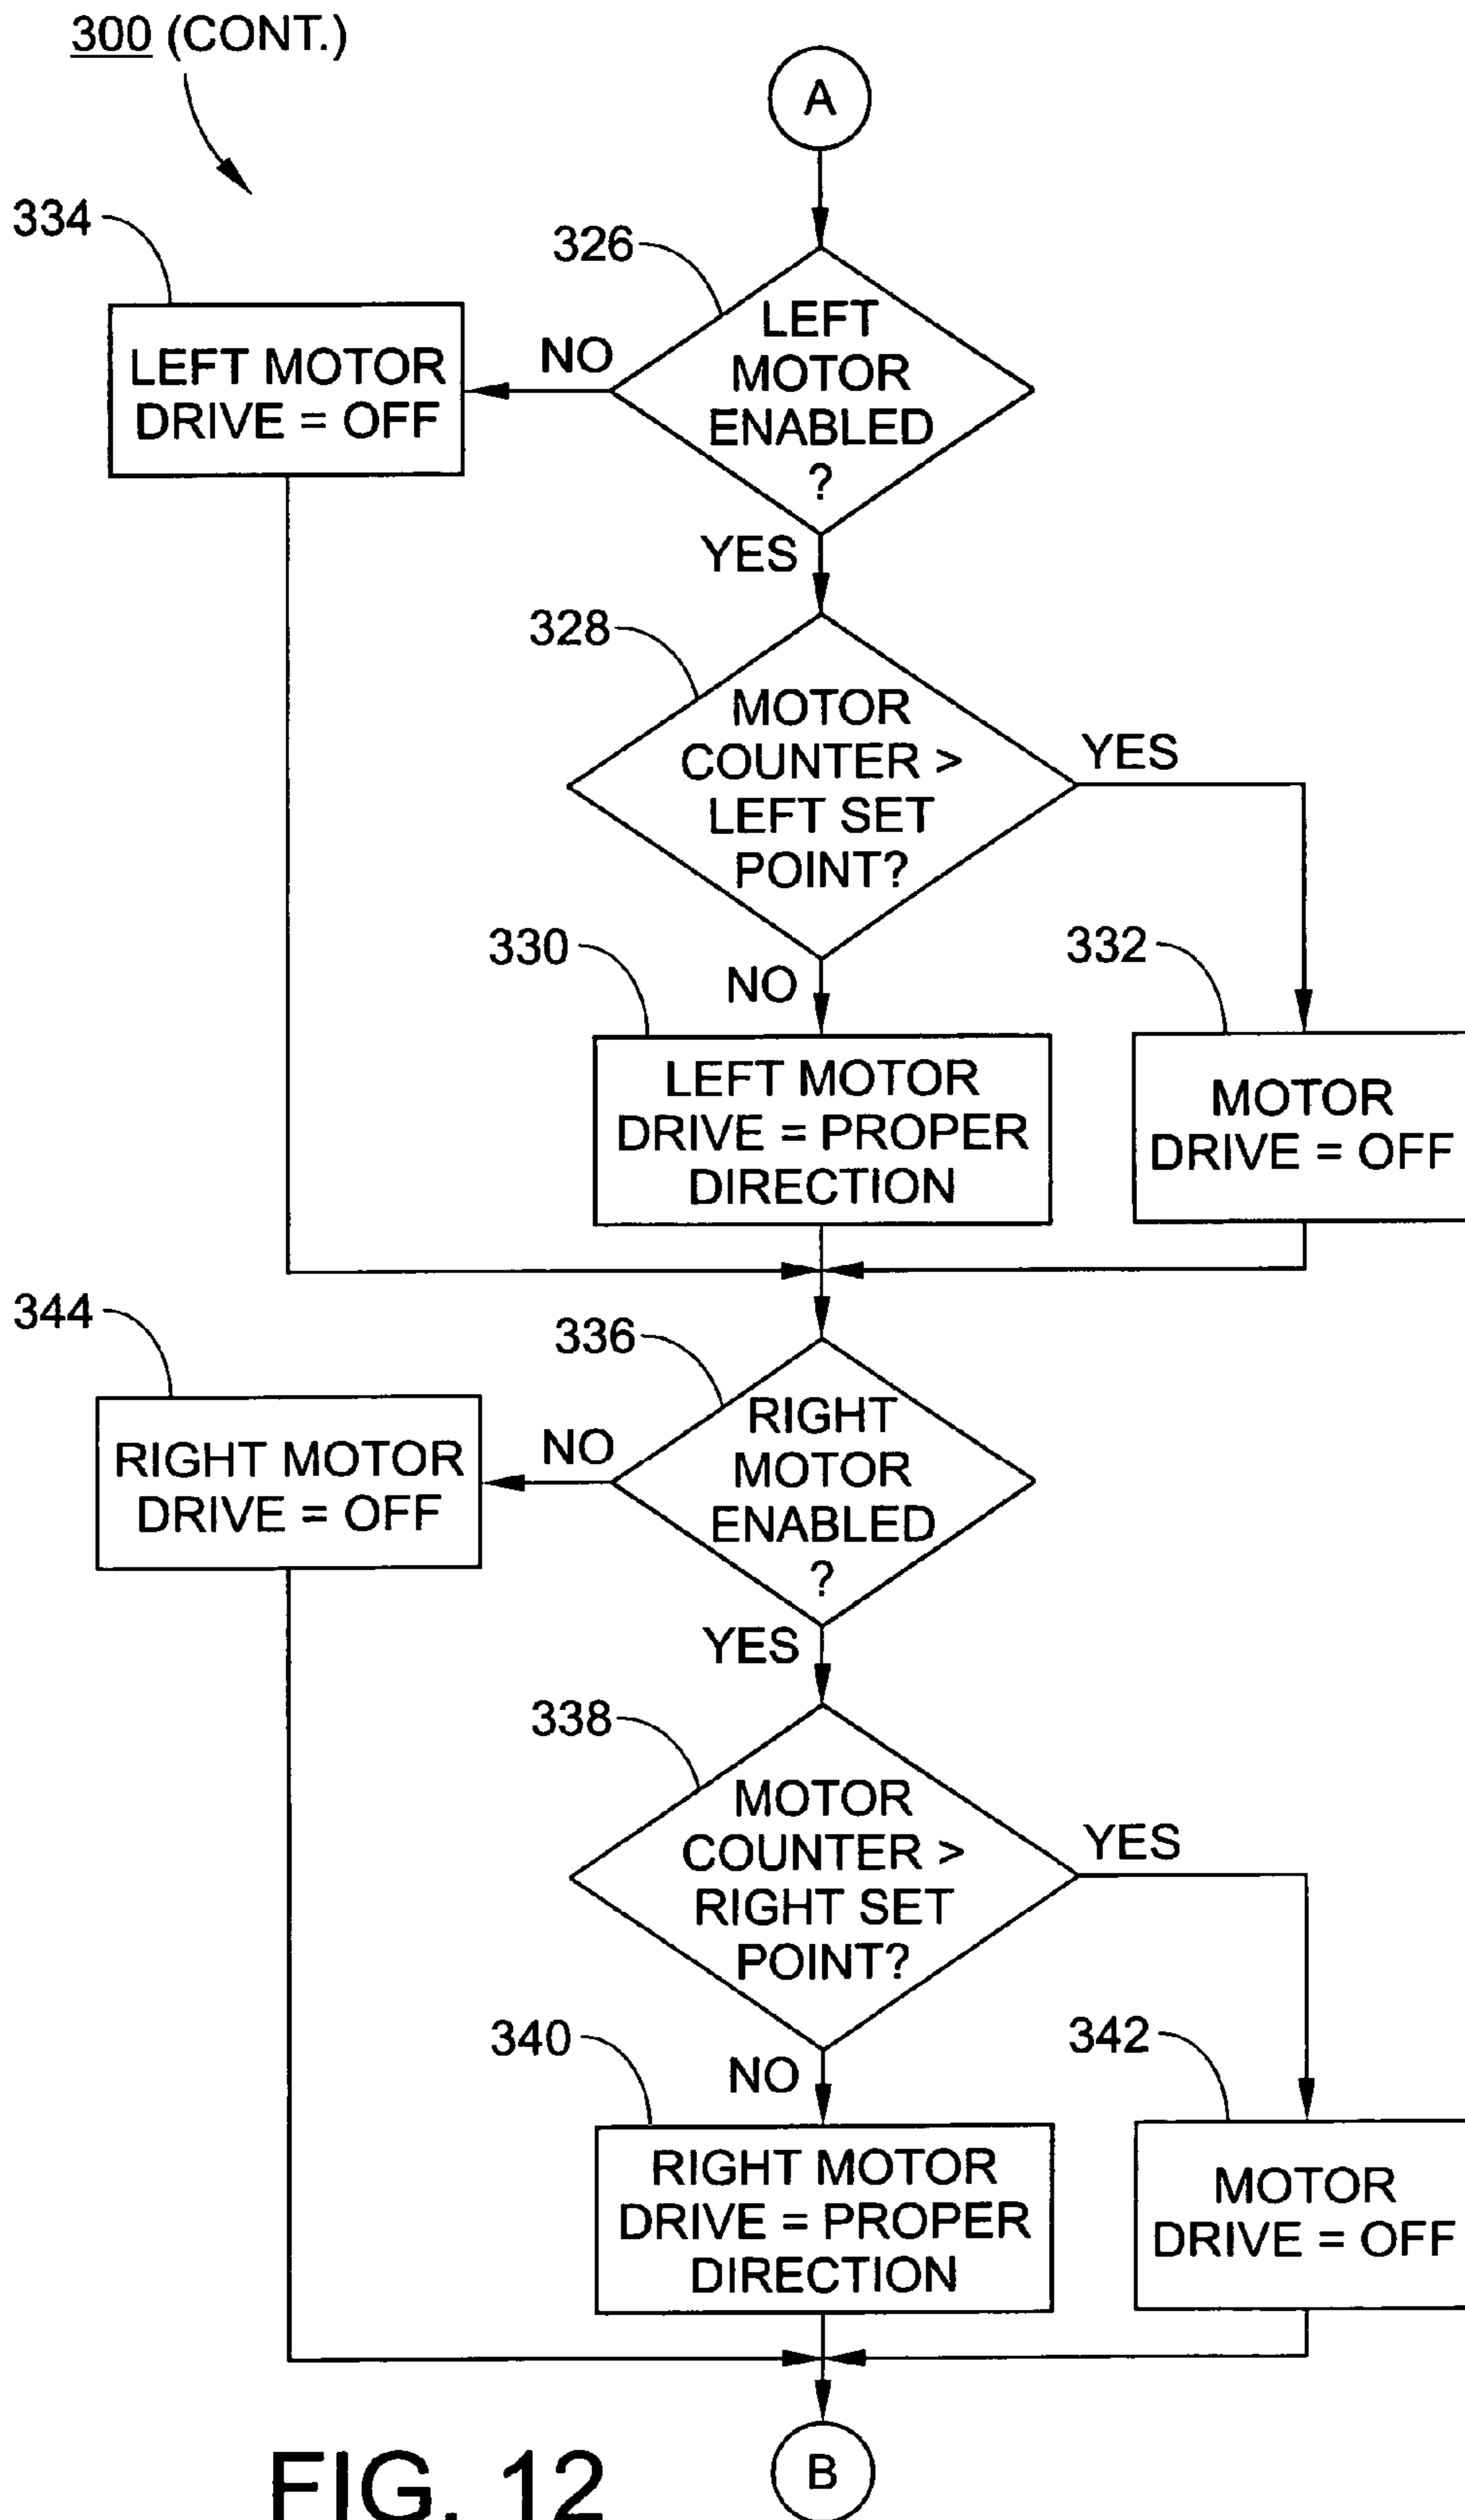 300 (CONT.)
A
334
326
LEFT
MOTOR
ENABLED
?
NO
LEFT MOTOR
DRIVE = OFF
YES
328
MOTOR
COUNTER >
LEFT SET
POINT?
YES
330
NO
332
LEFT MOTOR
DRIVE = PROPER
DIRECTION
MOTOR
DRIVE = OFF
344
336
RIGHT
MOTOR
ENABLED
?
NO
RIGHT MOTOR
DRIVE = OFF
YES
338
MOTOR
COUNTER >
RIGHT SET
POINT?
YES
340
NO
342
RIGHT MOTOR
DRIVE = PROPER
DIRECTION
MOTOR
DRIVE = OFF
B
FIG. 12